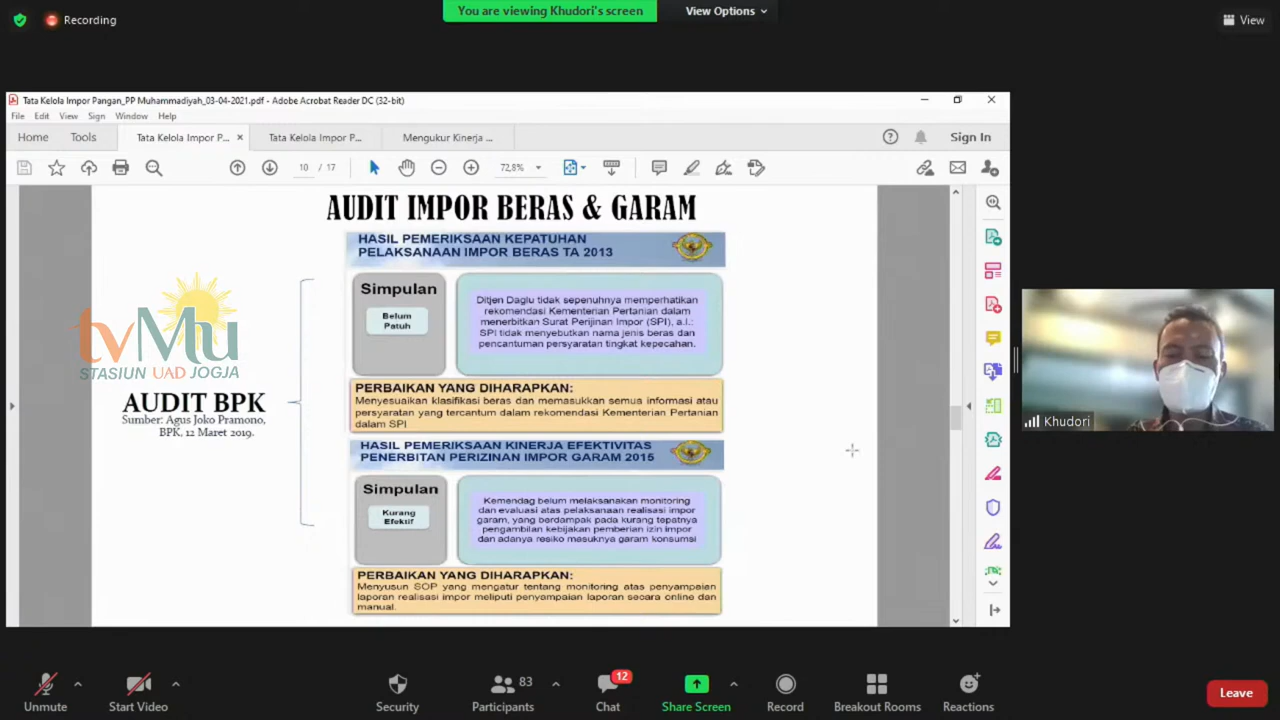 You are viewing Khudori's screen
View Options
Recording
View
Tata Kelola Impor Pangan_PP Muhammadiyah_03-04-2021.pdf - Adobe Acrobat Reader DC (32-bit)
File Edit View Sign Window Help
Home Tools Tata Kelola Impor P... Tata Kelola Impor P... Mengukur Kinerja ... Sign In
10 / 17 72,8%
AUDIT IMPOR BERAS & GARAM
HASIL PEMERIKSAAN KEPATUHAN
PELAKSANAAN IMPOR BERAS TA 2013
Simpulan
Belum
Patuh
Ditjen Daglu tidak sepenuhnya memperhatikan
rekomendasi Kementerian Pertanian dalam
menerbitkan Surat Perijinan Impor (SPI), a.l.:
SPI tidak menyebutkan nama jenis beras dan
pencantuman persyaratan tingkat kepecahan.
PERBAIKAN YANG DIHARAPKAN:
Menyesuaikan klasifikasi beras dan memasukkan semua informasi atau
persyaratan yang tercantum dalam rekomendasi Kementerian Pertanian
dalam SPI
tvMu
STASIUN UAD JOGJA
AUDIT BPK
Sumber: Agus Joko Pramono,
BPK, 12 Maret 2019.
HASIL PEMERIKSAAN KINERJA EFEKTIVITAS
PENERBITAN PERIZINAN IMPOR GARAM 2015
Simpulan
Kurang
Efektif
Kemendag belum melaksanakan monitoring
dan evaluasi atas pelaksanaan realisasi impor
garam, yang berdampak pada kurang tepatnya
pengambilan kebijakan pemberian izin impor
dan adanya resiko masuknya garam konsumsi
PERBAIKAN YANG DIHARAPKAN:
Menyusun SOP yang mengatur tentang monitoring atas penyampaian
laporan realisasi impor meliputi penyampaian laporan secara online dan
manual.
Khudori
Unmute
Start Video
Security
83
Participants
12
Chat
Share Screen
Record
Breakout Rooms
Reactions
Leave